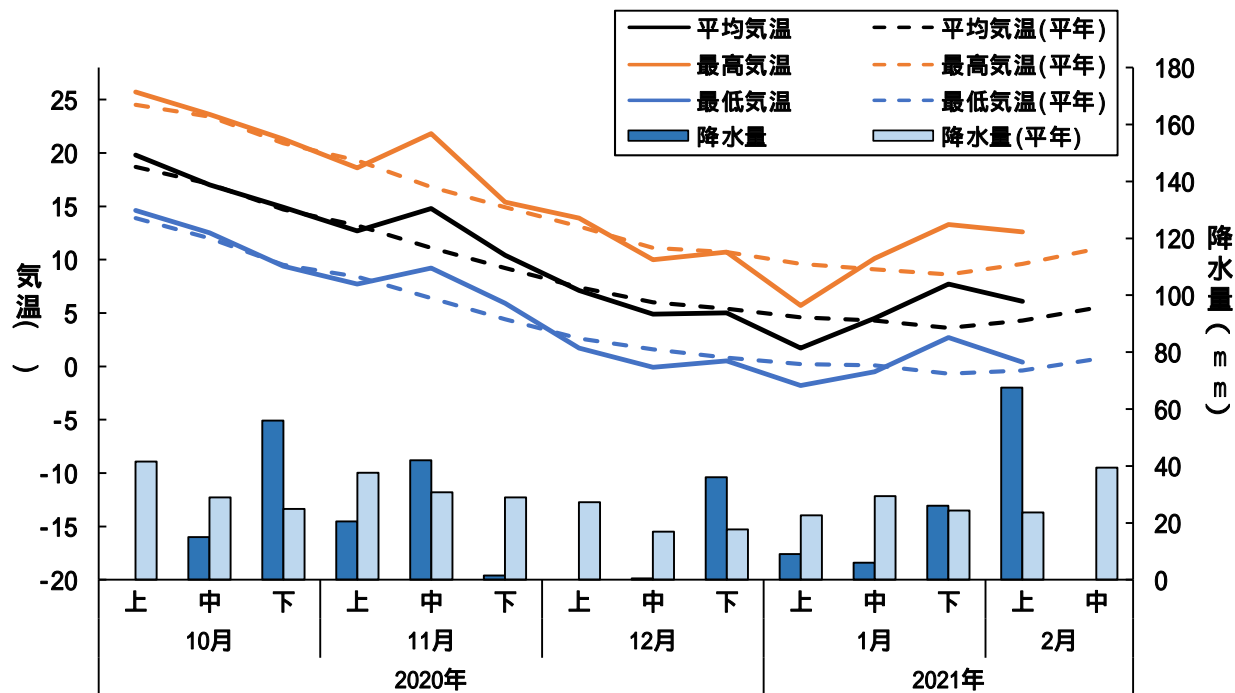 平均気温 平均気温(平年)
最高気温 最高気温(平年)
最低気温 最低気温(平年)
降水量 降水量(平年)
気温( )
25
20
15
10
5
0
-5
-10
-15
-20
180
160
140
120
100
80
60
40
20
0
降水量(mm)
上 中 下 上 中 下 上 中 下 上 中 下 上 中
10月 11月 12月 1月 2月
2020年 2021年